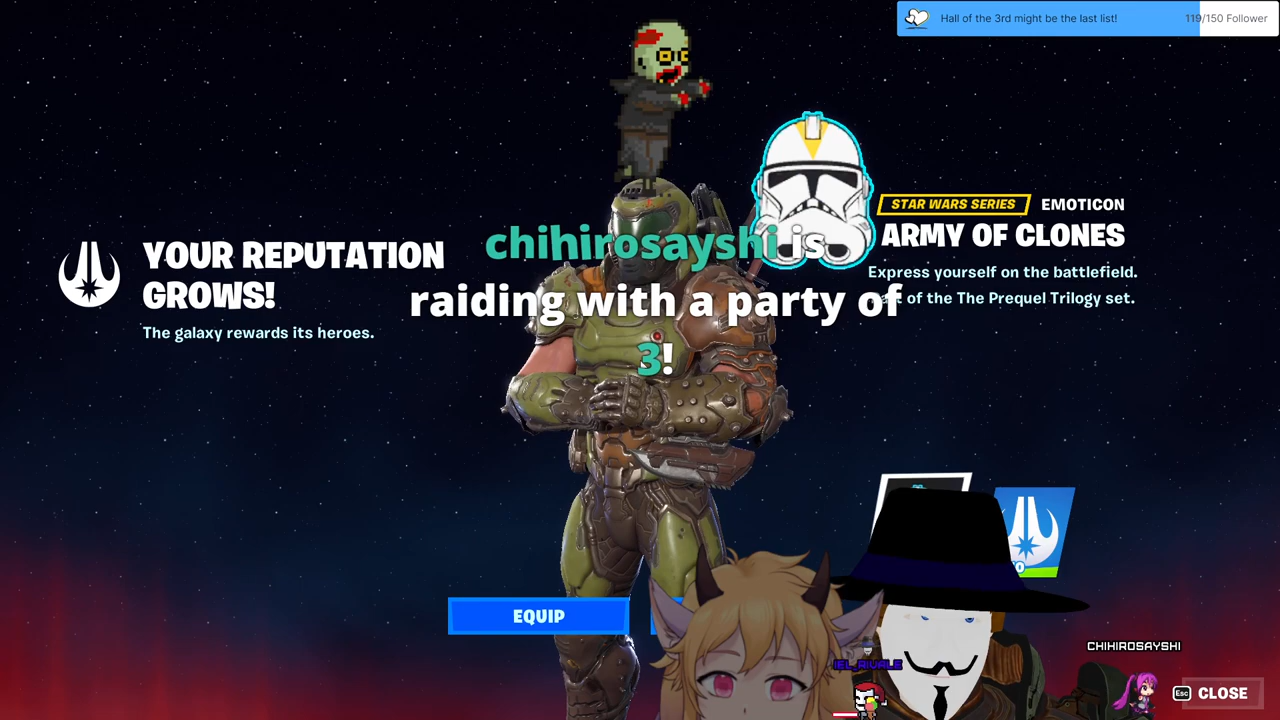 Hall of the 3rd might be the last list!
119/150 Follower
STAR WARS SERIES
EMOTICON
ARMY OF CLONES
Express yourself on the battlefield.
of the The Prequel Trilogy set.
YOUR REPUTATION
GROWS!
The galaxy rewards its heroes.
chihirosayshi is
raiding with a party of
3!
EQUIP
CHIHIROSAYSHI
Esc
CLOSE